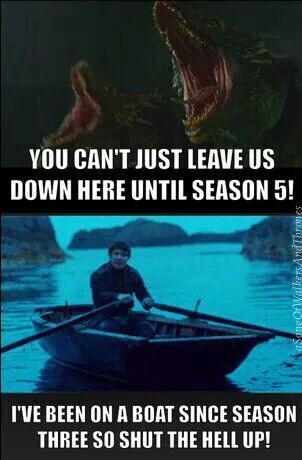 YOU CAN'T JUST LEAVE US
DOWN HERE UNTIL SEASON 5!
I'VE BEEN ON A BOAT SINCE SEASON
THREE SO SHUT THE HELL UP!